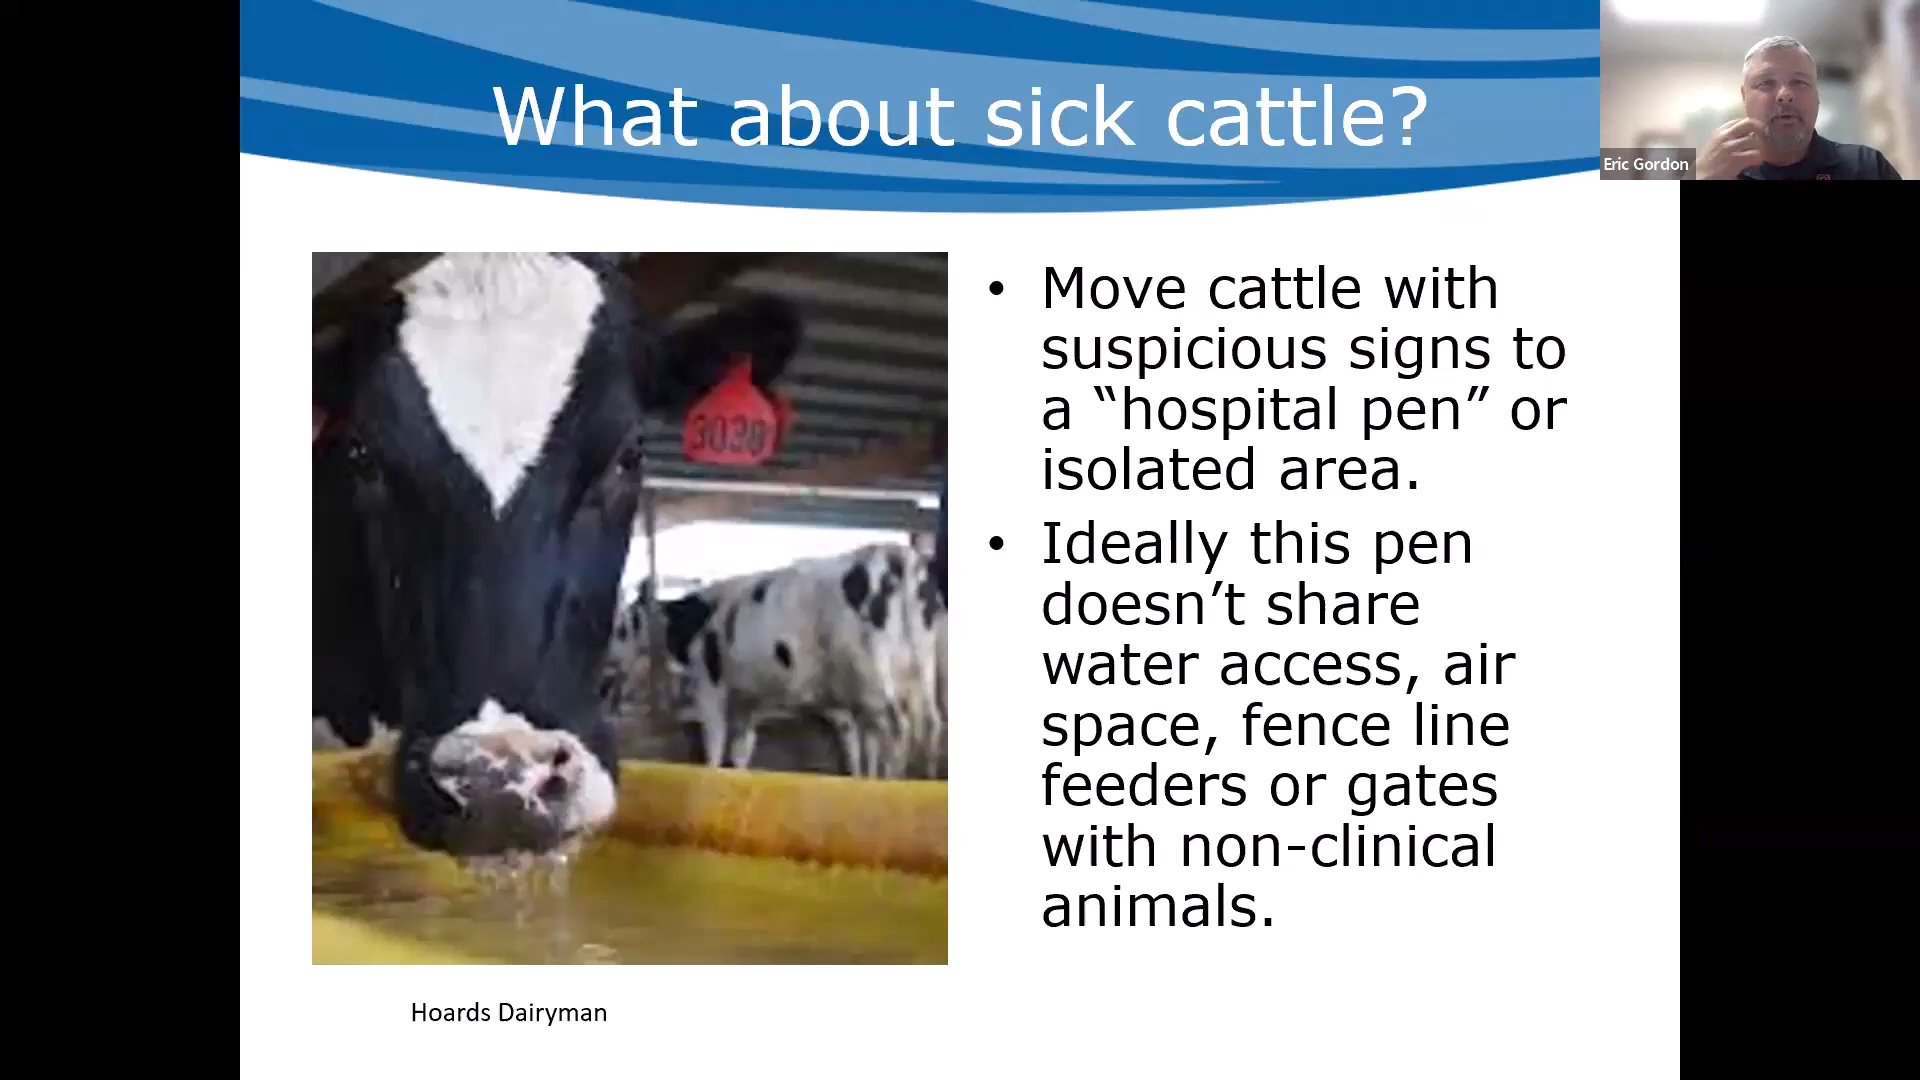 What about sick cattle?
Eric Gordon
3020
• Move cattle with
suspicious signs to
a “hospital pen” or
isolated area.
• Ideally this pen
doesn’t share
water access, air
space, fence line
feeders or gates
with non-clinical
animals.
Hoards Dairyman